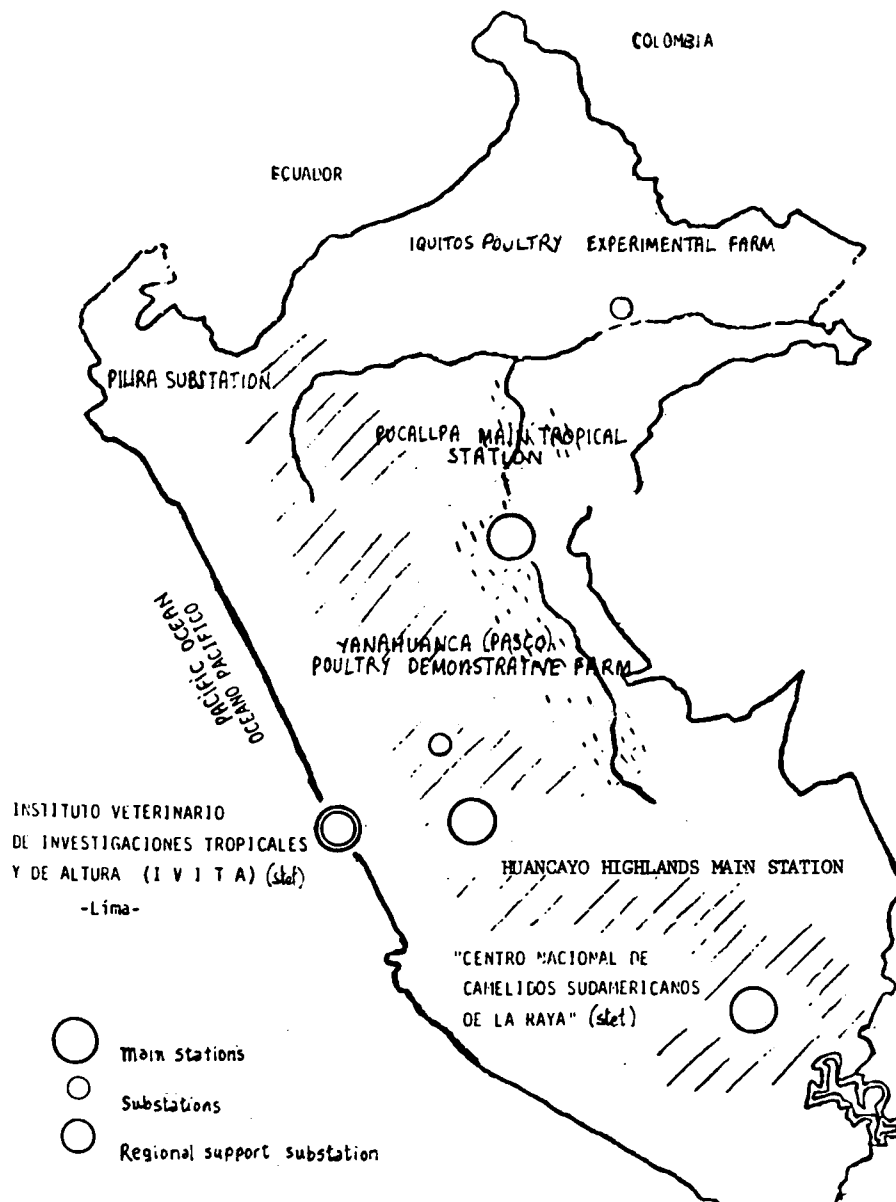 COLOMBIA
ECUADOR
IQUITOS POULTRY EXPERIMENTAL FARM
PIURA SUBSTATION
PUCALLPA MAIN TROPICAL
STATION
PACIFIC OCEAN
OCEANO PACIFICO
YANAHUANCA (PASCO)
POULTRY DEMONSTRATIVE FARM
INSTITUTO VETERINARIO
DE INVESTIGACIONES TROPICALES
Y DE ALTURA (I V I T A) (stet)
-Lima-
HUANCAYO HIGHLANDS MAIN STATION
"CENTRO NACIONAL DE
CAMELIDOS SUDAMERICANOS
DE LA RAYA" (stet)
Main stations
Substations
Regional support substation